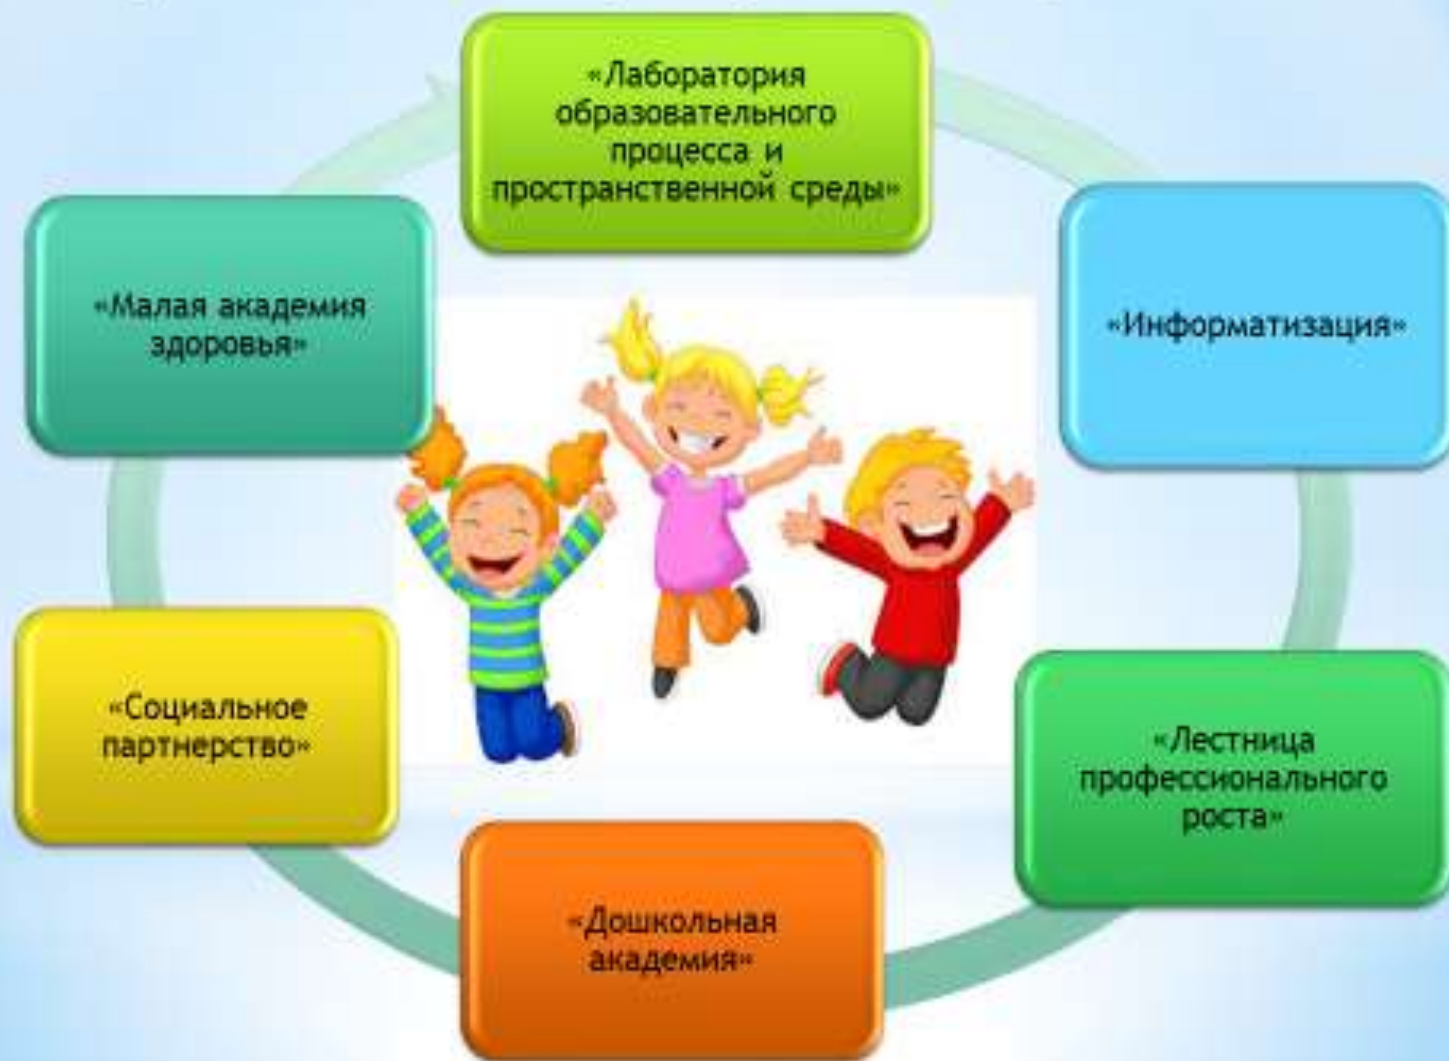 «Лаборатория
образовательного
процесса и
пространственной среды»
«Малая академия
здоровья»
«Информатизация»
«Социальное
партнерство»
«Лестница
профессионального
роста»
«Дошкольная
академия»